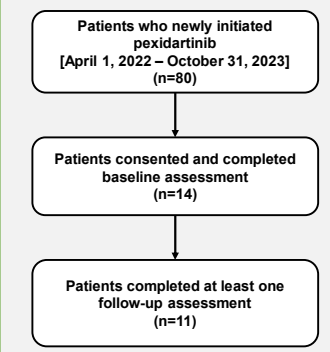 Patients who newly initiated
pexidartinib
[April 1, 2022 – October 31, 2023]
(n=80)
Patients consented and completed
baseline assessment
(n=14)
Patients completed at least one
follow-up assessment
(n=11)